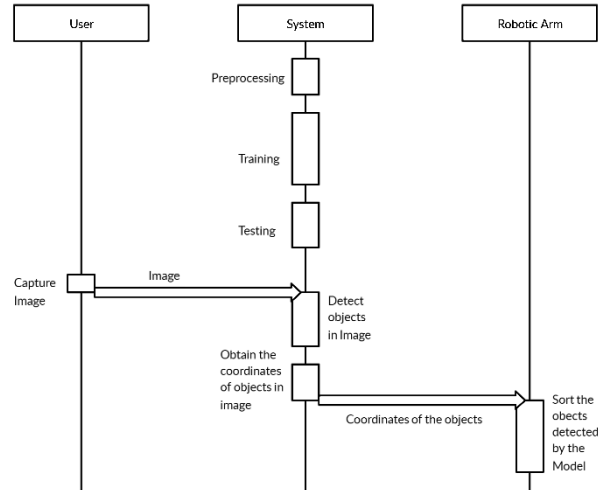 User
System
Robotic Arm
Preprocessing
Training
Testing
Capture
Image
Image
Detect
objects
in Image
Obtain the
coordinates
of objects in
image
Coordinates of the objects
Sort the
obects
detected
by the
Model